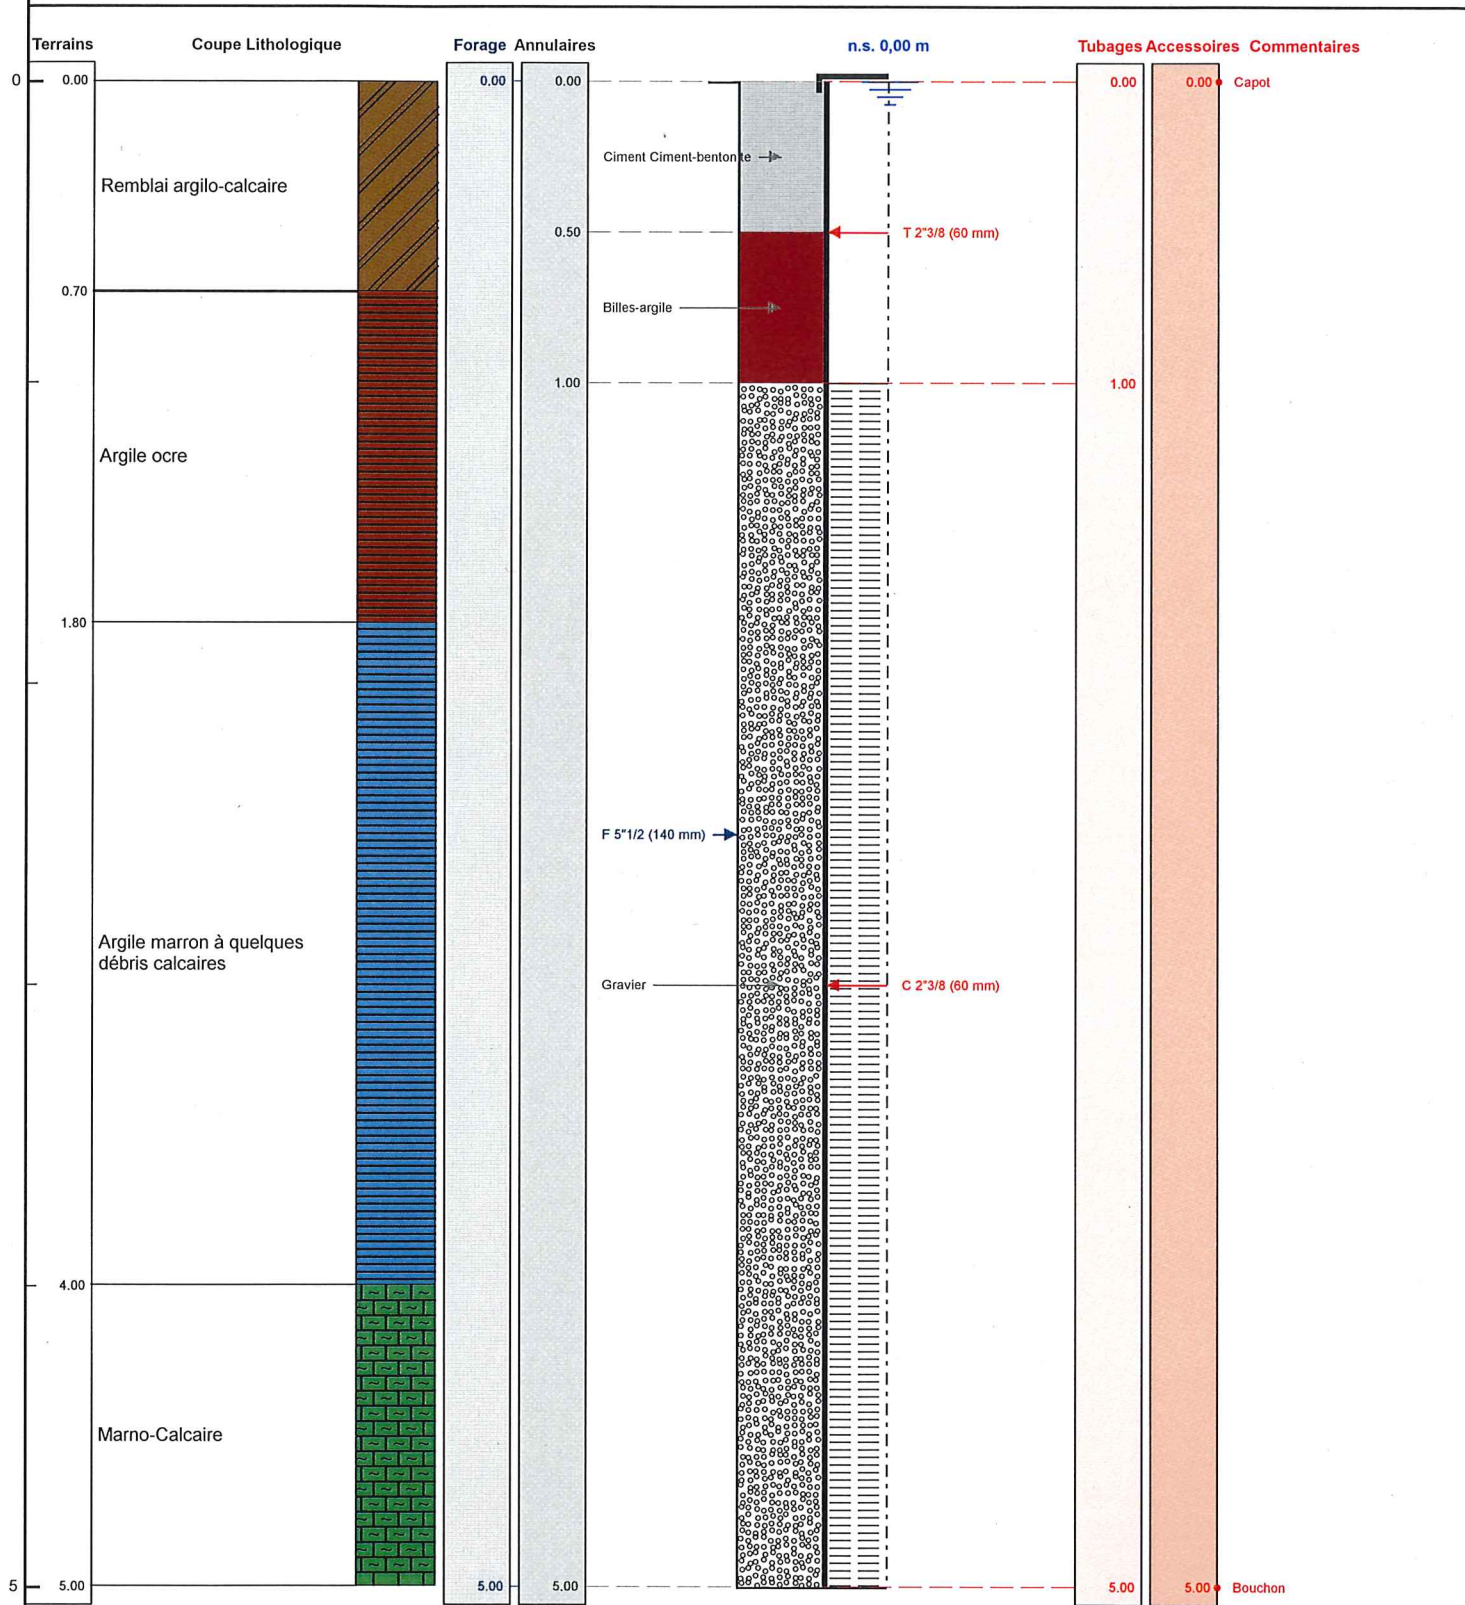 Terrains Coupe Lithologique Forage Annulaires n.s. 0,00 m Tubages Accessoires Commentaires
0 0.00 0.00 0.00 0.00 0.00 Capot
Ciment Ciment-bentonite
Remblai argilo-calcaire
0.50 T 2"3/8 (60 mm)
0.70
Billes-argile
1.00 1.00
Argile ocre
1.80
F 5"1/2 (140 mm)
Argile marron à quelques
débris calcaires
Gravier C 2"3/8 (60 mm)
4.00
Marno-Calcaire
5 5.00 5.00 5.00 5.00 5.00 Bouchon